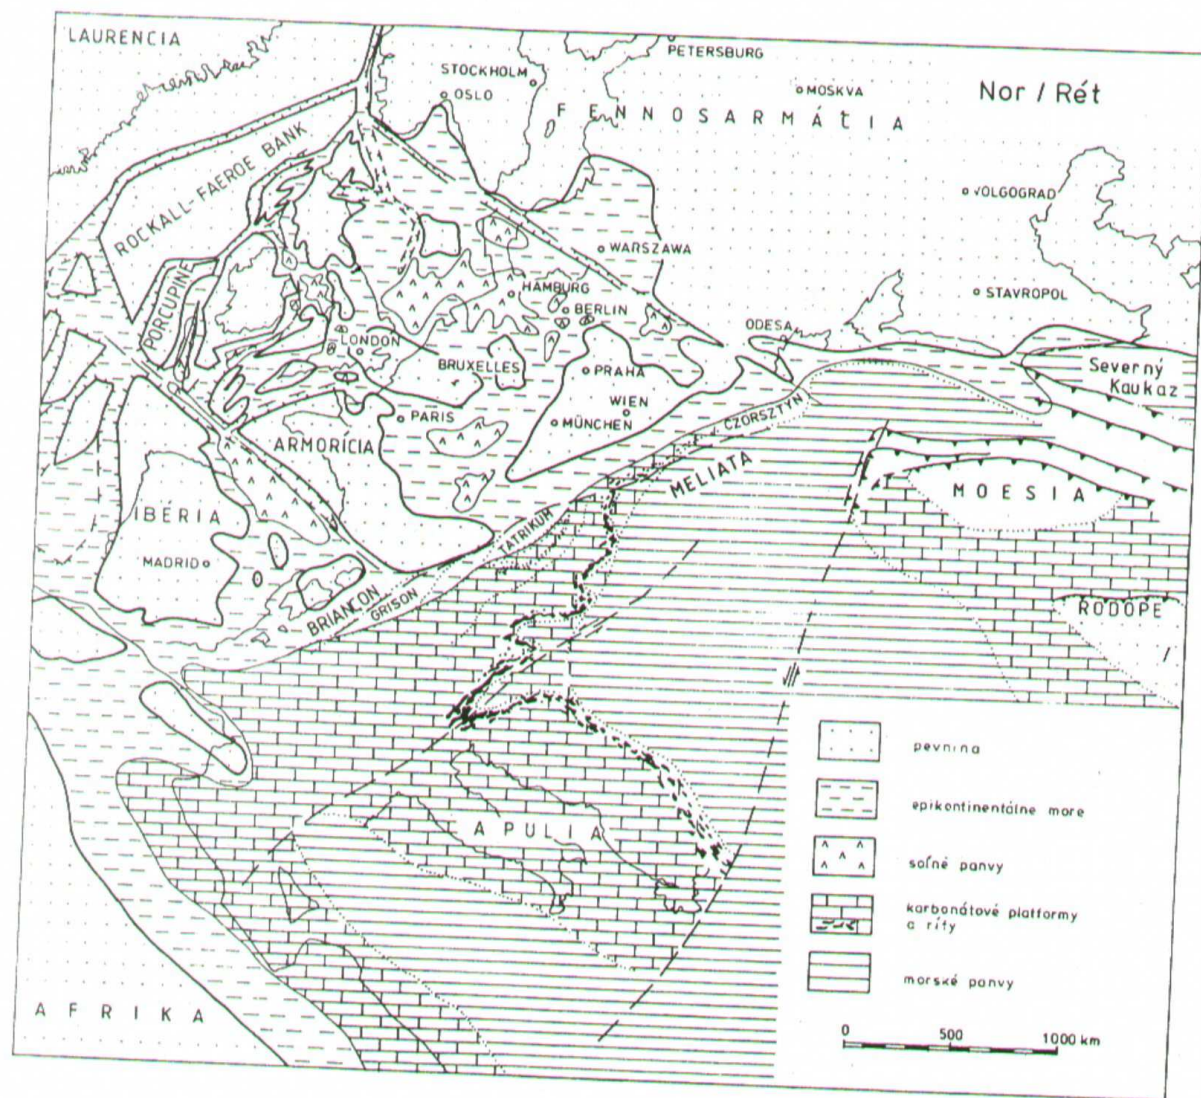 LAURENCIA
PETERSBURG
STOCKHOLM
OSLO
MOSKVA
Nor / Rét
FENNOSARMÁTIA
ROCKALL-FAEROE BANK
VOLGOGRAD
WARSZAWA
PORCUPINE
HAMBURG
BERLIN
STAVROPOL
ODESA
LONDON
BRUXELLES
PRAHA
Severný
Kaukaz
WIEN
PARIS
MÜNCHEN
CZORSZTYN
ARMORÍCIA
MELIATA
MOESIA
IBÉRIA
TATRIKUM
MADRID
BRIANÇON
GRISON
RODOPE
APÚLIA
AFRIKA
pevnina
epikontinentálne more
soľné panvy
karbonátové platformy
a rífy
morské panvy
0 500 1000 km